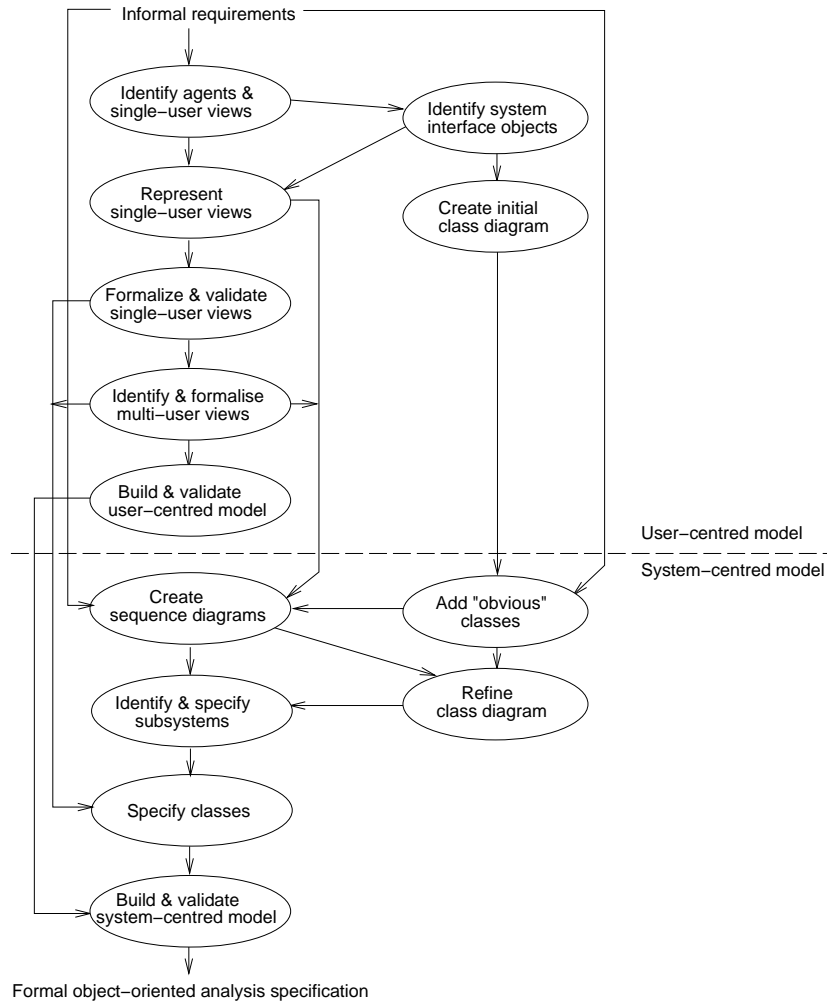 Informal requirements
Identify agents &
single−user views
Identify system
interface objects
Represent
single−user views
Create initial
class diagram
Formalize & validate
single−user views
Identify & formalise
multi−user views
Build & validate
user−centred model
User−centred model
System−centred model
Create
sequence diagrams
Add "obvious"
classes
Identify & specify
subsystems
Refine
class diagram
Specify classes
Build & validate
system−centred model
Formal object−oriented analysis specification